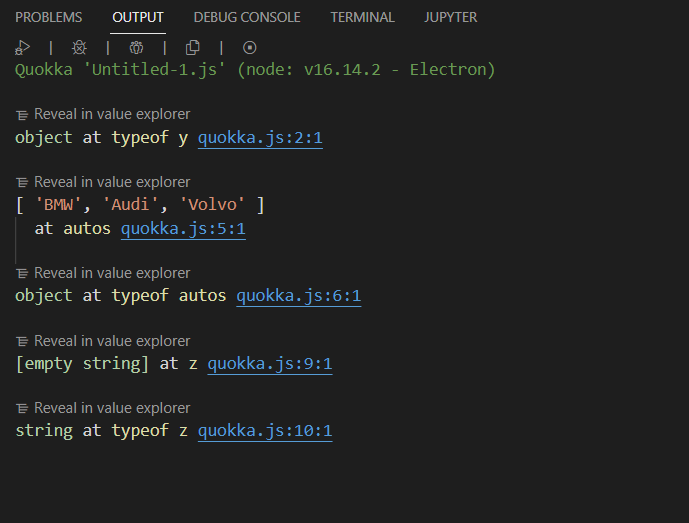 PROBLEMS OUTPUT DEBUG CONSOLE TERMINAL JUPYTER
Quokka 'Untitled-1.js' (node: v16.14.2 - Electron)
Reveal in value explorer
object at typeof y quokka.js:2:1
Reveal in value explorer
[ 'BMW', 'Audi', 'Volvo' ]
at autos quokka.js:5:1
Reveal in value explorer
object at typeof autos quokka.js:6:1
Reveal in value explorer
[empty string] at z quokka.js:9:1
Reveal in value explorer
string at typeof z quokka.js:10:1